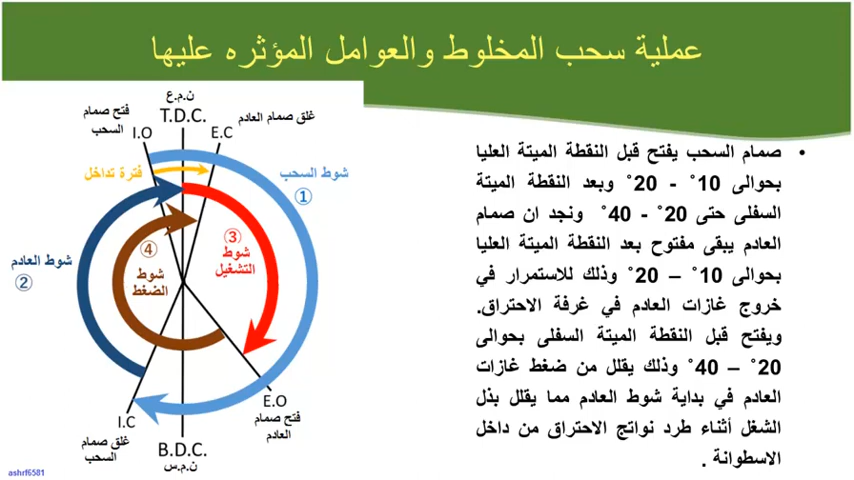 عملية سحب المخلوط والعوامل المؤثره عليها
ن.م.ع
T.D.C.
فتح صمام
السحب
I.O
E.C
غلق صمام العادم
فترة تداخل
شوط السحب
①
③
شوط
التشغيل
④
شوط
الضغط
شوط العادم
②
E.O
فتح صمام
العادم
I.C
غلق صمام
السحب
B.D.C.
ن.م.س
• صمام السحب يفتح قبل النقطة الميتة العليا
بحوالى 10˚ - 20˚ وبعد النقطة الميتة
السفلى حتى 20˚ - 40˚ ونجد ان صمام
العادم يبقى مفتوح بعد النقطة الميتة العليا
بحوالى 10˚ – 20˚ وذلك للاستمرار في
خروج غازات العادم في غرفة الاحتراق.
ويفتح قبل النقطة الميتة السفلى بحوالى
20˚ – 40˚ وذلك يقلل من ضغط غازات
العادم في بداية شوط العادم مما يقلل بذل
الشغل أثناء طرد نواتج الاحتراق من داخل
الاسطوانة .
ashrf6581